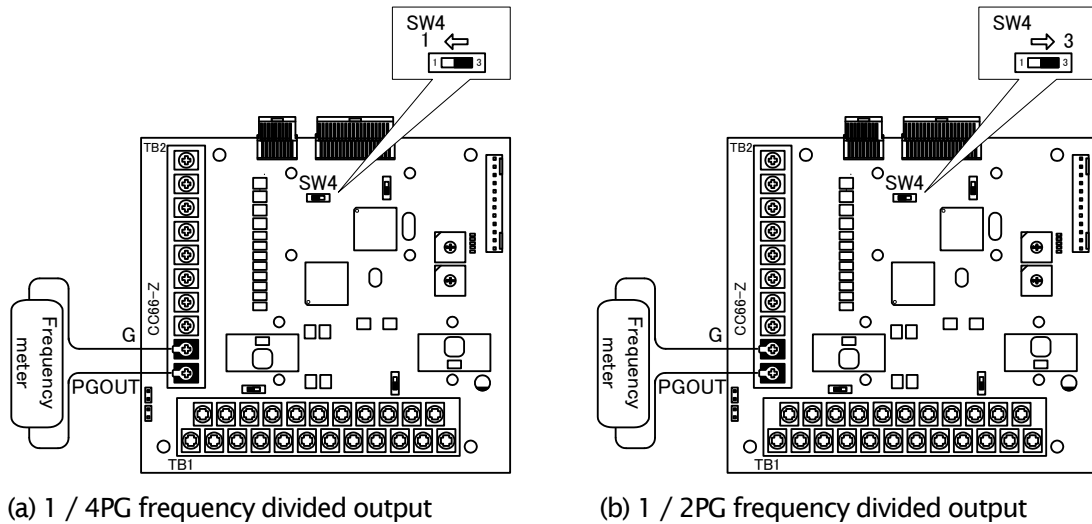 SW4
1
1 3
TB2
SW4
CC66-Z
Frequency
meter
G
PGOUT
TB1
(a) 1 / 4PG frequency divided output
SW4
3
1 3
TB2
SW4
CC66-Z
Frequency
meter
G
PGOUT
TB1
(b) 1 / 2PG frequency divided output